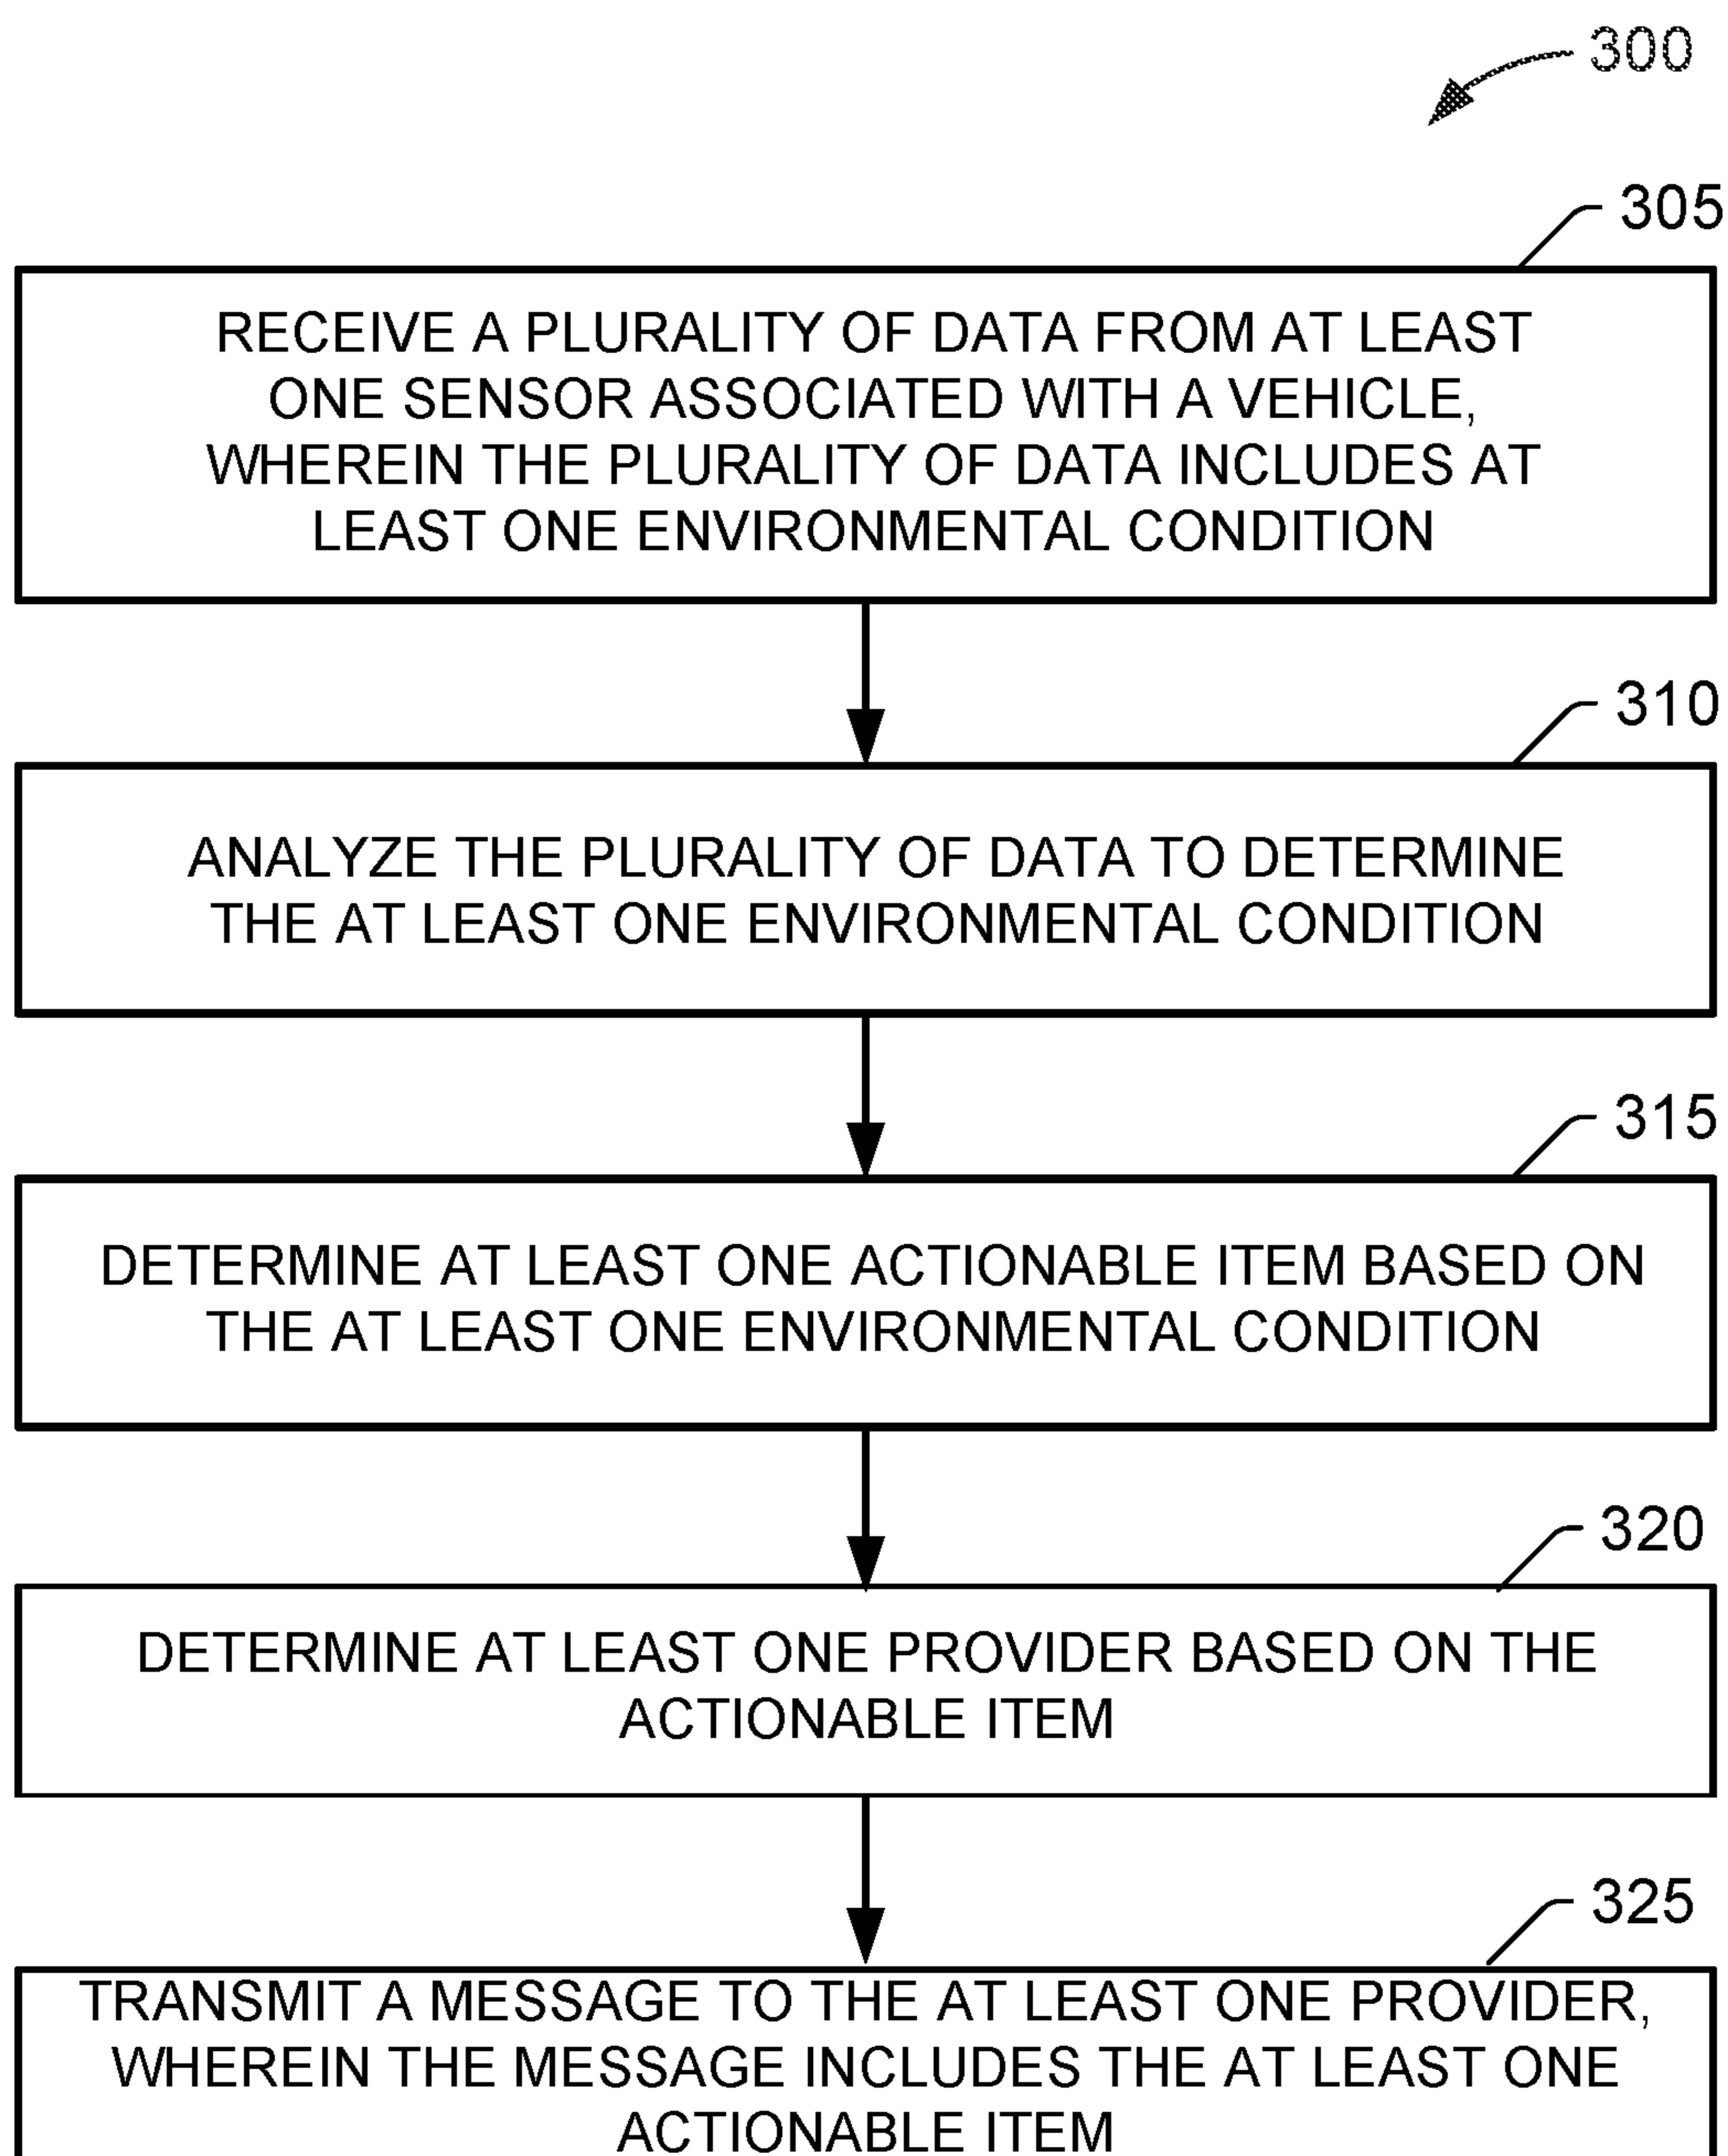 300
305
RECEIVE A PLURALITY OF DATA FROM AT LEAST
ONE SENSOR ASSOCIATED WITH A VEHICLE,
WHEREIN THE PLURALITY OF DATA INCLUDES AT
LEAST ONE ENVIRONMENTAL CONDITION
310
ANALYZE THE PLURALITY OF DATA TO DETERMINE
THE AT LEAST ONE ENVIRONMENTAL CONDITION
315
DETERMINE AT LEAST ONE ACTIONABLE ITEM BASED ON
THE AT LEAST ONE ENVIRONMENTAL CONDITION
320
DETERMINE AT LEAST ONE PROVIDER BASED ON THE
ACTIONABLE ITEM
325
TRANSMIT A MESSAGE TO THE AT LEAST ONE PROVIDER,
WHEREIN THE MESSAGE INCLUDES THE AT LEAST ONE
ACTIONABLE ITEM